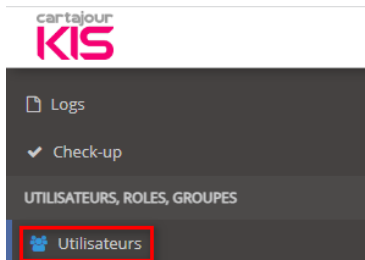 cartajour
KIS
Logs
Check-up
UTILISATEURS, ROLES, GROUPES
Utilisateurs